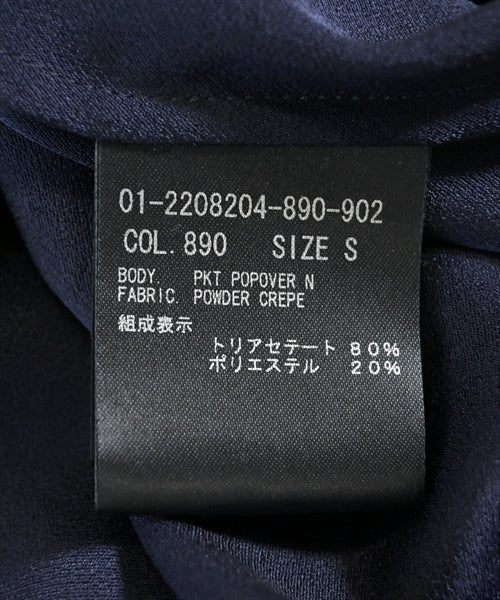 01-2208204-890-902
COL.890 SIZE S
BODY. PKT POPOVER N
FABRIC. POWDER CREPE
組成表示
トリアセテート 80%
ポリエステル 20%